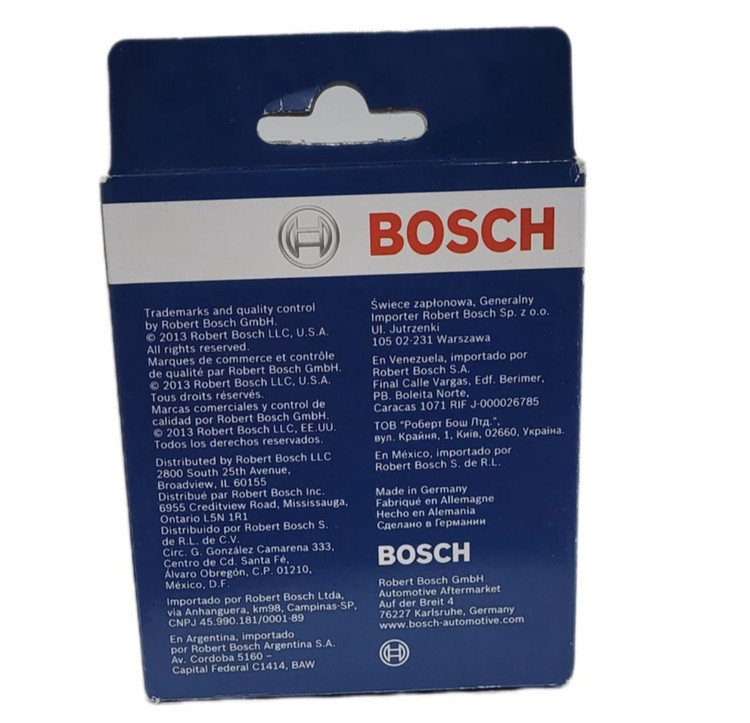 BOSCH
Trademarks and quality control
by Robert Bosch GmbH.
© 2013 Robert Bosch LLC, U.S.A.
All rights reserved.
Marques de commerce et contrôle
de qualité par Robert Bosch GmbH.
© 2013 Robert Bosch LLC, U.S.A.
Tous droits réservés.
Marcas comerciales y control de
calidad por Robert Bosch GmbH.
© 2013 Robert Bosch LLC, EE.UU.
Todos los derechos reservados.
Distributed by Robert Bosch LLC
2800 South 25th Avenue,
Broadview, IL 60155
Distribué par Robert Bosch Inc.
6955 Creditview Road, Mississauga,
Ontario L5N 1R1
Distribuido por Robert Bosch S.
de R.L. de C.V.
Circ. G. González Camarena 333,
Centro de Cd. Santa Fé,
Álvaro Obregón, C.P. 01210,
México, D.F.
Importado por Robert Bosch Ltda,
via Anhanguera, km98, Campinas-SP,
CNPJ 45.990.181/0001-89
En Argentina, importado
por Robert Bosch Argentina S.A.
Av. Cordoba 5160 –
Capital Federal C1414, BAW
Świece zapłonowa, Generalny
Importer Robert Bosch Sp. z o.o.
Ul. Jutrzenki
105 02-231 Warszawa
En Venezuela, importado por
Robert Bosch S.A.
Final Calle Vargas, Edf. Berimer,
PB. Boleita Norte,
Caracas 1071 RIF J-000026785
ТОВ "Роберт Бош Лтд.",
вул. Крайня, 1, Київ, 02660, Україна.
En México, importado por
Robert Bosch S. de R.L.
Made in Germany
Fabriqué en Allemagne
Hecho en Alemania
Сделано в Германии
BOSCH
Robert Bosch GmbH
Automotive Aftermarket
Auf der Breit 4
76227 Karlsruhe, Germany
www.bosch-automotive.com